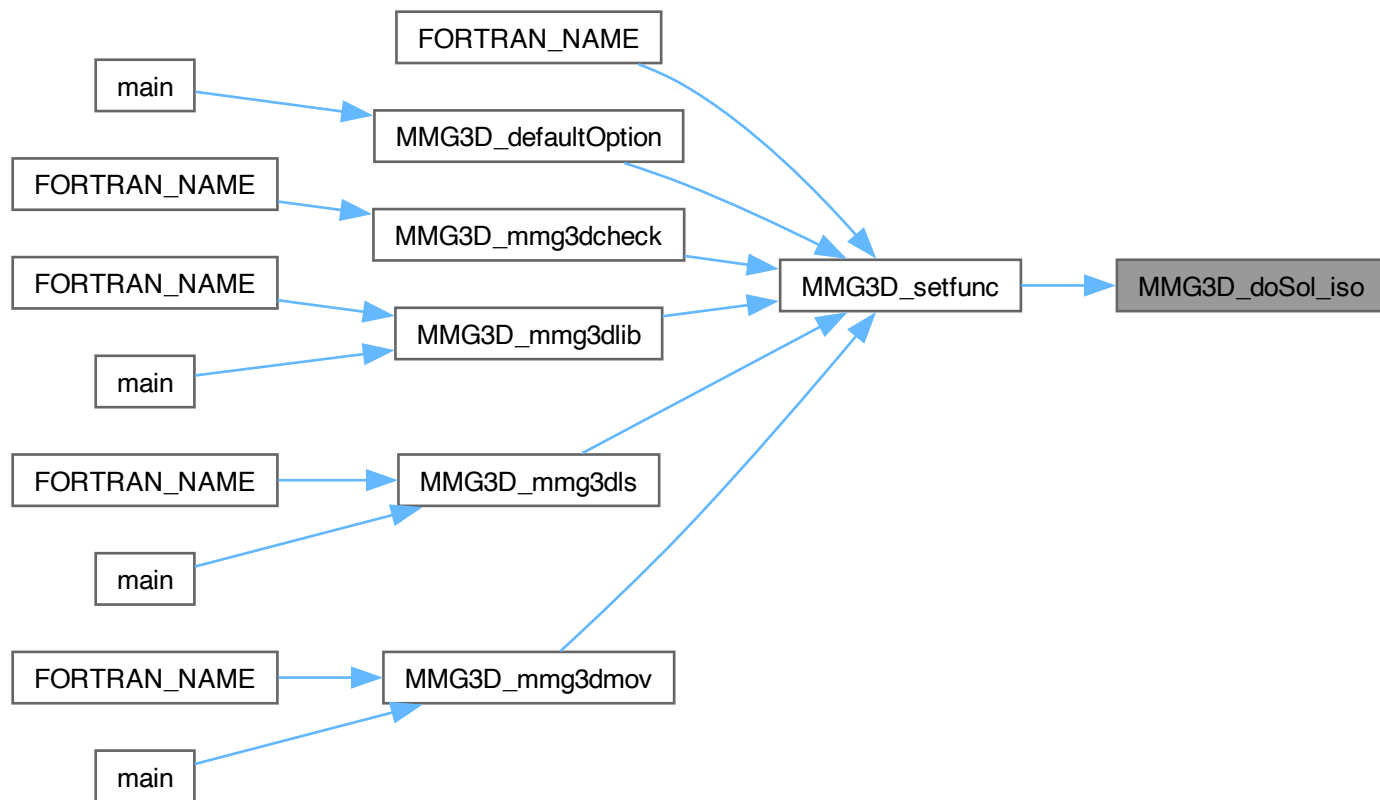 FORTRAN_NAME
main
MMG3D_defaultOption
FORTRAN_NAME
MMG3D_mmg3dcheck
FORTRAN_NAME
MMG3D_setfunc
MMG3D_doSol_iso
MMG3D_mmg3dlib
main
FORTRAN_NAME
MMG3D_mmg3dls
main
FORTRAN_NAME
MMG3D_mmg3dmov
main